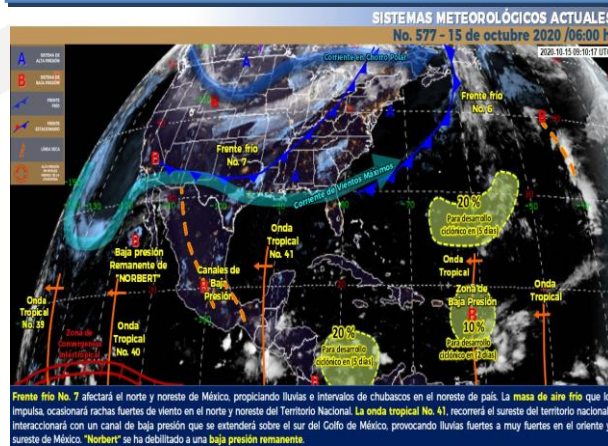 SISTEMAS METEOROLÓGICOS ACTUALES
No. 577 - 15 de octubre 2020 /06:00 h
2020-10-15 09:10:17 UTC
A SISTEMA DE ALTA PRESIÓN
B SISTEMA DE BAJA PRESIÓN
FRENTE FRÍO
FRENTE ESTACIONARIO
LÍNEA SECA
Corriente en Chorro Polar
A
B
Frente frío
No. 6
B
A
Frente frío
No. 7
B
A
Corriente de Vientos Máximos
20 %
Para desarrollo
ciclónico en (5 días)
B
Baja presión
Remanente de
"NORBERT"
Onda
Tropical
No. 41
Canales de
Baja
Presión
B
Onda
Tropical
Zona de
Baja Presión
B
10 %
Para desarrollo
ciclónico en (2 días)
Onda
Tropical
Onda
Tropical
No. 39
Onda
Tropical
No. 40
Zona de
Convergencia
Intertropical
20 %
Para desarrollo
ciclónico en (5 días)
B
Frente frío No. 7 afectará el norte y noreste de México, propiciando lluvias e intervalos de chubascos en el noreste de país. La masa de aire frío que lo
impulsa, ocasionará rachas fuertes de viento en el norte y noreste del Territorio Nacional. La onda tropical No. 41, recorrerá el sureste del territorio nacional,
interaccionará con un canal de baja presión que se extenderá sobre el sur del Golfo de México, provocando lluvias fuertes a muy fuertes en el oriente y
sureste de México. "Norbert" se ha debilitado a una baja presión remanente.